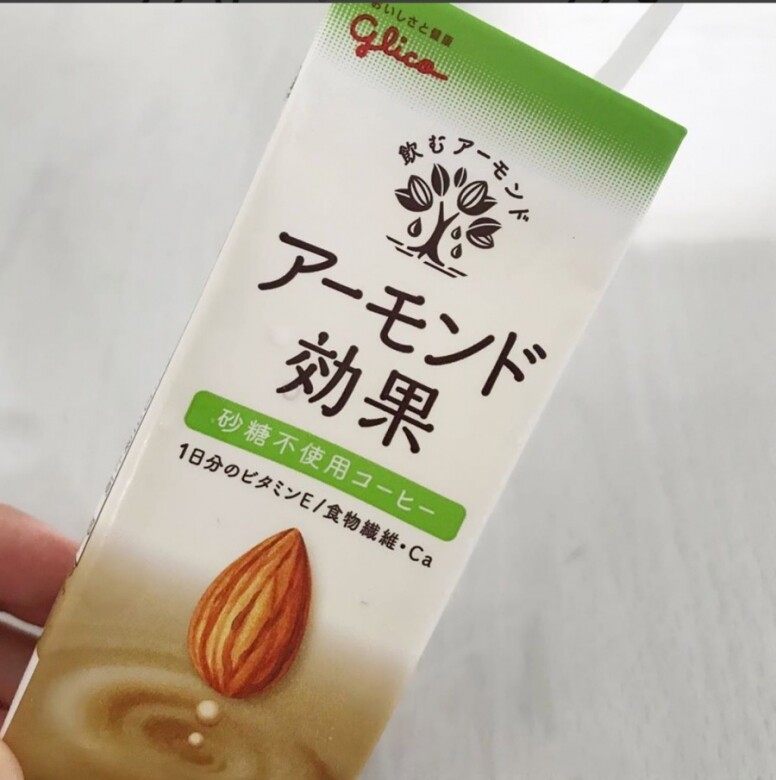 おいしさと健康
Glico
飲むアーモンド
アーモンド
効果
砂糖不使用コーヒー
1日分のビタミンE/食物繊維・Ca